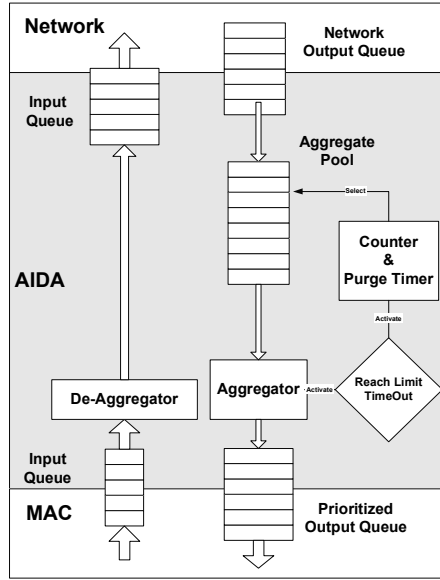 Network
Network
Output Queue
Input
Queue
Aggregate
Pool
Select
Counter
&
Purge Timer
AIDA
Activate
Reach Limit
TimeOut
Activate
De-Aggregator
Aggregator
Input
Queue
MAC
Prioritized
Output Queue